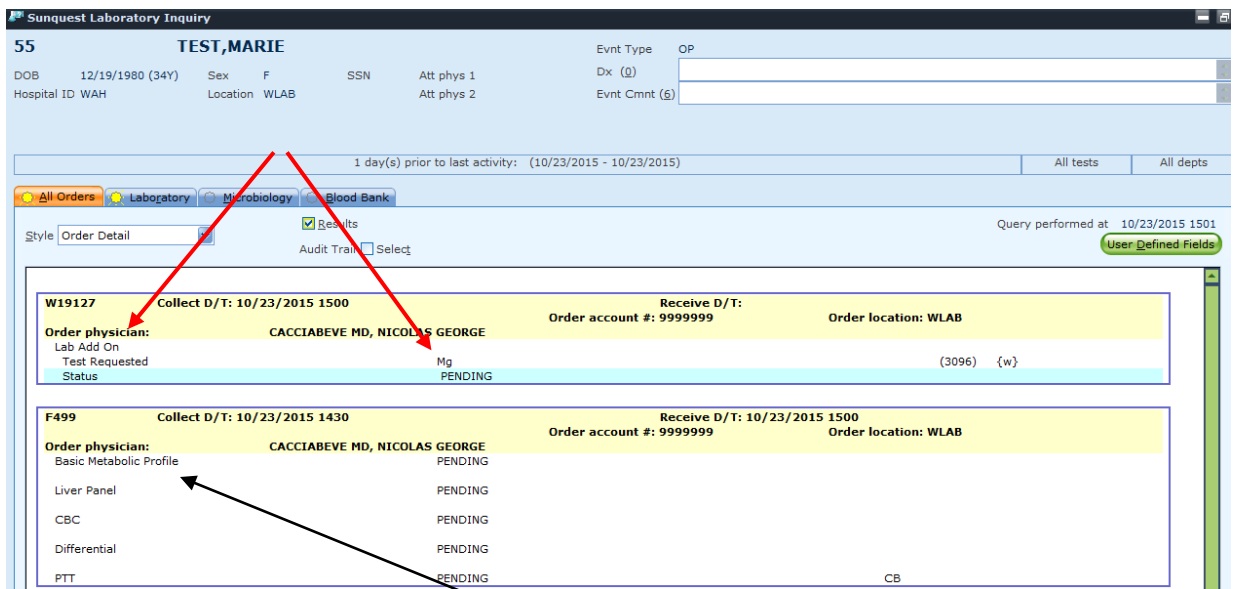 Sunquest Laboratory Inquiry
55 TEST,MARIE Evnt Type OP
DOB 12/19/1980 (34Y) Sex F SSN Att phys 1 Dx (0)
Hospital ID WAH Location WLAB Att phys 2 Evnt Cmnt (6)
1 day(s) prior to last activity: (10/23/2015 - 10/23/2015) All tests All depts
All Orders Laboratory Microbiology Blood Bank
Style Order Detail Results Query performed at 10/23/2015 1501
Audit Trail Select User Defined Fields
W19127 Collect D/T: 10/23/2015 1500 Receive D/T:
Order account #: 9999999 Order location: WLAB
Order physician: CACCIABEVE MD, NICOLAS GEORGE
Lab Add On
Test Requested Mg (3096) {w}
Status PENDING
F499 Collect D/T: 10/23/2015 1430 Receive D/T: 10/23/2015 1500
Order account #: 9999999 Order location: WLAB
Order physician: CACCIABEVE MD, NICOLAS GEORGE
Basic Metabolic Profile PENDING
Liver Panel PENDING
CBC PENDING
Differential PENDING
PTT PENDING CB